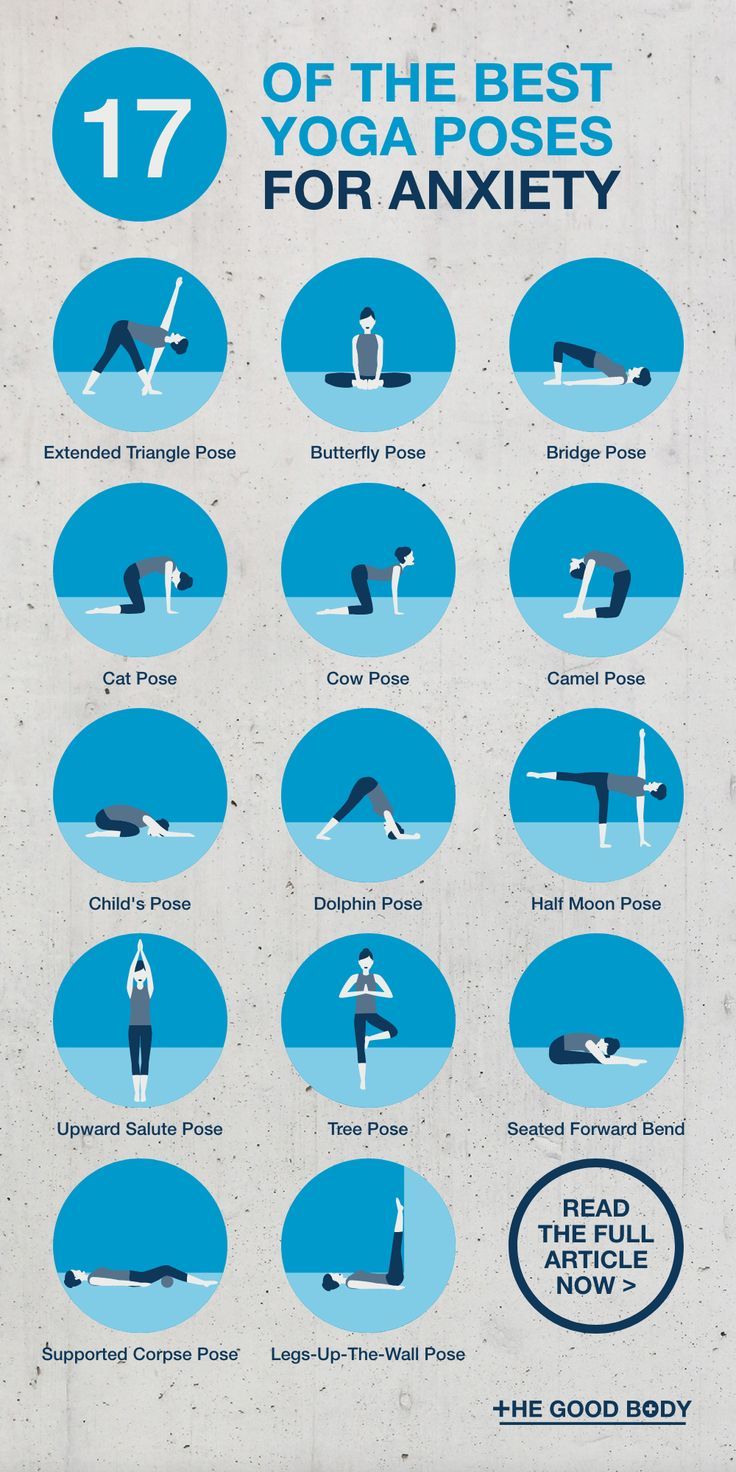 17
OF THE BEST
YOGA POSES
FOR ANXIETY
Extended Triangle Pose
Butterfly Pose
Bridge Pose
Cat Pose
Cow Pose
Camel Pose
Child's Pose
Dolphin Pose
Half Moon Pose
Upward Salute Pose
Tree Pose
Seated Forward Bend
Supported Corpse Pose
Legs-Up-The-Wall Pose
READ
THE FULL
ARTICLE
NOW >
THE GOOD BODY